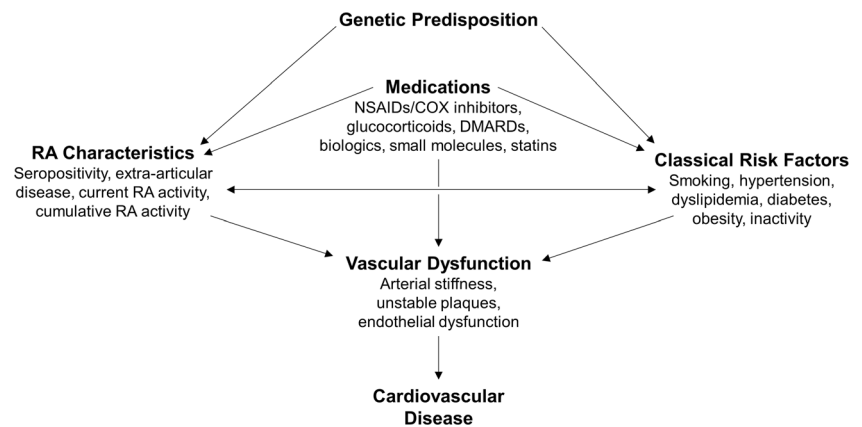 Genetic Predisposition
Medications
NSAIDs/COX inhibitors,
glucocorticoids, DMARDs,
biologics, small molecules, statins
RA Characteristics
Seropositivity, extra-articular
disease, current RA activity,
cumulative RA activity
Classical Risk Factors
Smoking, hypertension,
dyslipidemia, diabetes,
obesity, inactivity
Vascular Dysfunction
Arterial stiffness,
unstable plaques,
endothelial dysfunction
Cardiovascular
Disease